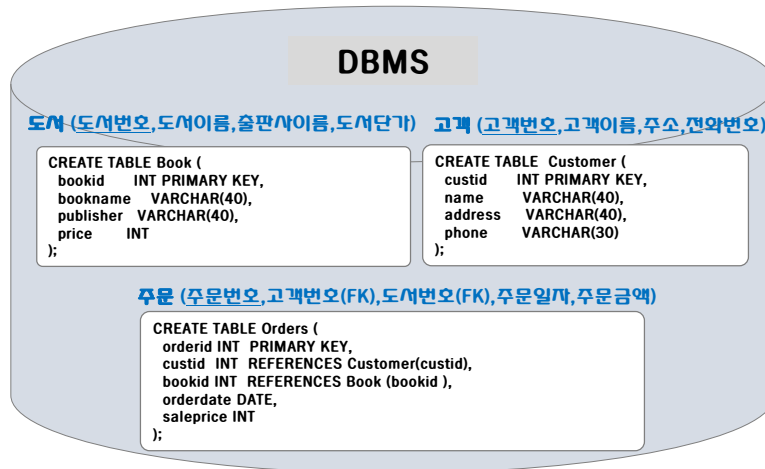 DBMS
도서 (도서번호,도서이름,출판사이름,도서단가)
고객 (고객번호,고객이름,주소,전화번호)
CREATE TABLE Book (
bookid INT PRIMARY KEY,
bookname VARCHAR(40),
publisher VARCHAR(40),
price INT
);
CREATE TABLE Customer (
custid INT PRIMARY KEY,
name VARCHAR(40),
address VARCHAR(40),
phone VARCHAR(30)
);
주문 (주문번호,고객번호(FK),도서번호(FK),주문일자,주문금액)
CREATE TABLE Orders (
orderid INT PRIMARY KEY,
custid INT REFERENCES Customer(custid),
bookid INT REFERENCES Book (bookid ),
orderdate DATE,
saleprice INT
);